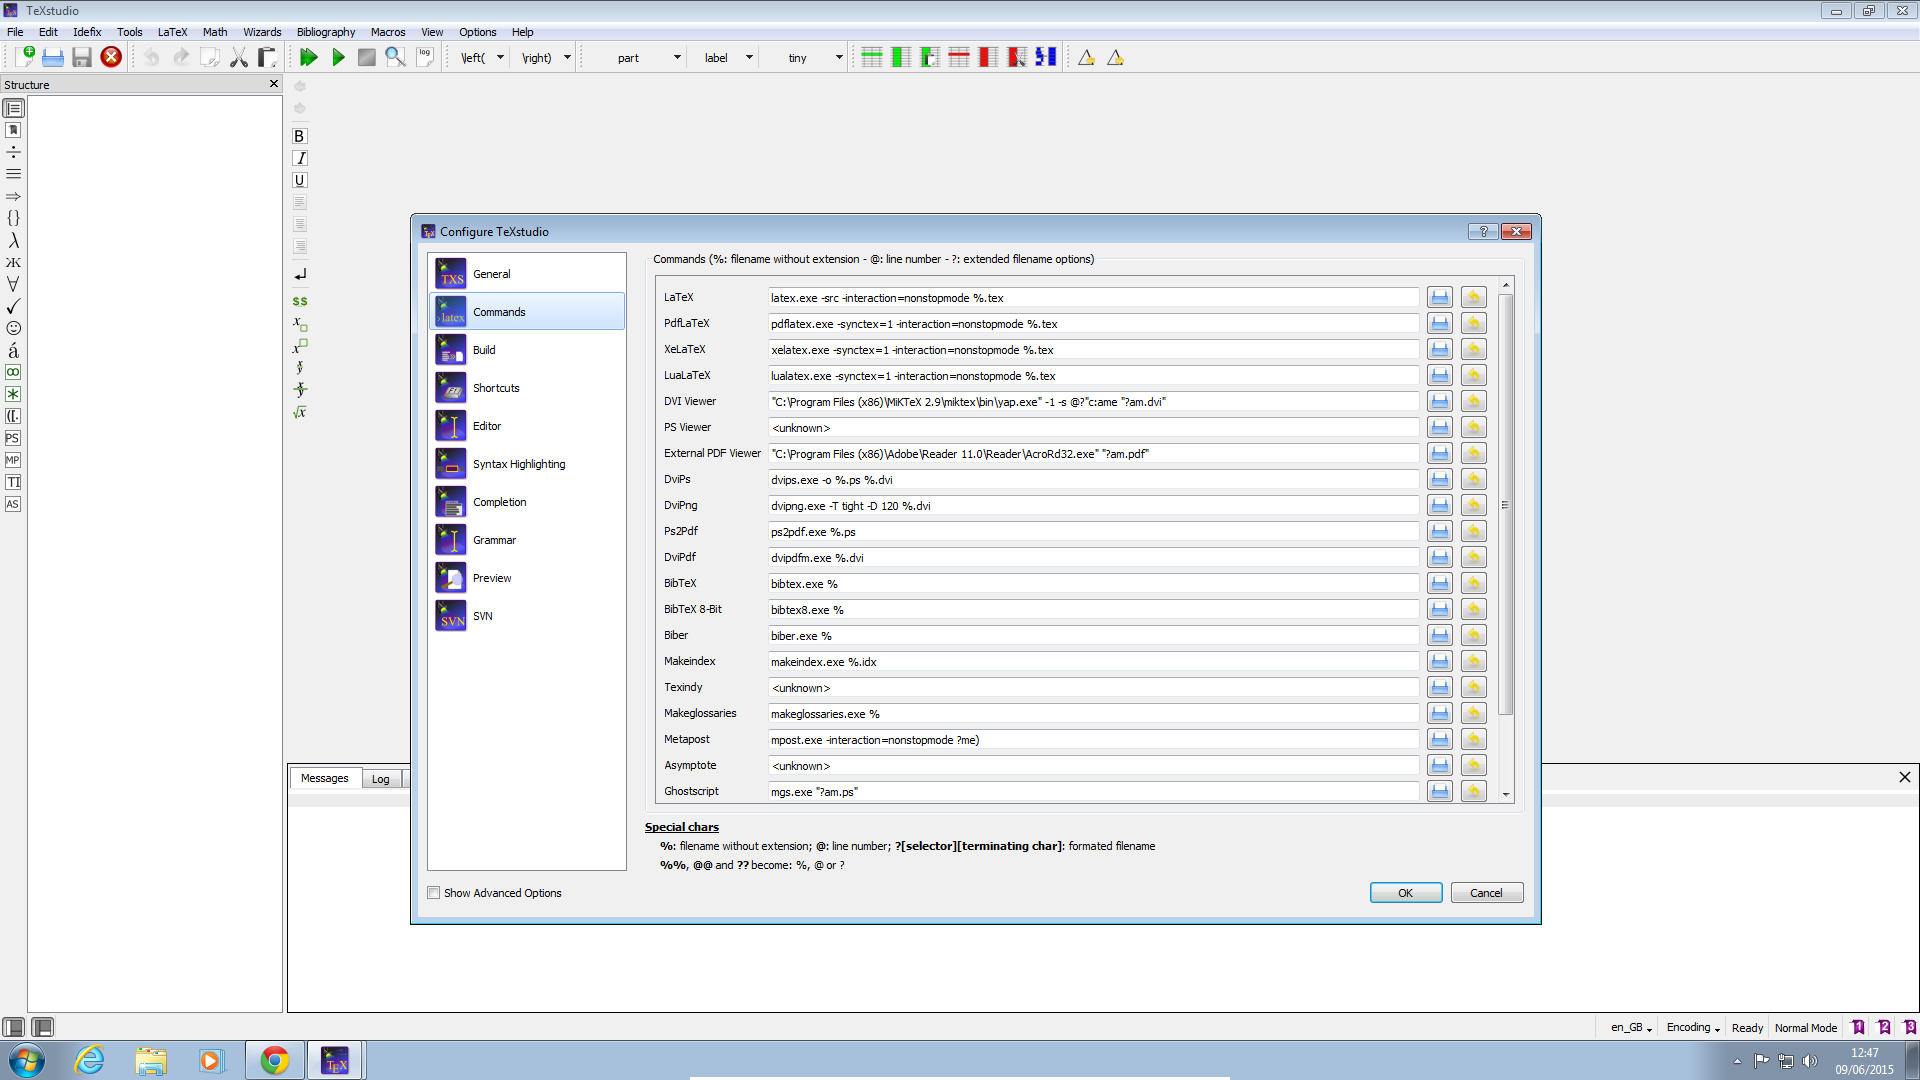 TeXstudio
File Edit Idefix Tools LaTeX Math Wizards Bibliography Macros View Options Help
log \left( \right) part label tiny
Structure
B
I
U
Configure TeXstudio
General
Commands
Build
Shortcuts
Editor
Syntax Highlighting
Completion
Grammar
Preview
SVN
Commands (%: filename without extension - @: line number - ?: extended filename options)
LaTeX latex.exe -src -interaction=nonstopmode %.tex
PdfLaTeX pdflatex.exe -synctex=1 -interaction=nonstopmode %.tex
XeLaTeX xelatex.exe -synctex=1 -interaction=nonstopmode %.tex
LuaLaTeX lualatex.exe -synctex=1 -interaction=nonstopmode %.tex
DVI Viewer "C:\Program Files (x86)\MiKTeX 2.9\miktex\bin\yap.exe" -1 -s @?"c:ame "?am.dvi"
PS Viewer <unknown>
External PDF Viewer "C:\Program Files (x86)\Adobe\Reader 11.0\Reader\AcroRd32.exe" "?am.pdf"
DviPs dvips.exe -o %.ps %.dvi
DviPng dvipng.exe -T tight -D 120 %.dvi
Ps2Pdf ps2pdf.exe %.ps
DviPdf dvipdfm.exe %.dvi
BibTeX bibtex.exe %
BibTeX 8-Bit bibtex8.exe %
Biber biber.exe %
Makeindex makeindex.exe %.idx
Texindy <unknown>
Makeglossaries makeglossaries.exe %
Metapost mpost.exe -interaction=nonstopmode ?me)
Asymptote <unknown>
Ghostscript mgs.exe "?am.ps"
Special chars
%: filename without extension; @: line number; ?[selector][terminating char]: formated filename
%%, @@ and ?? become: %, @ or ?
Show Advanced Options
OK Cancel
Messages Log
PS
MP
TI
AS
en_GB Encoding Ready Normal Mode 1 2 3
12:47
09/06/2015